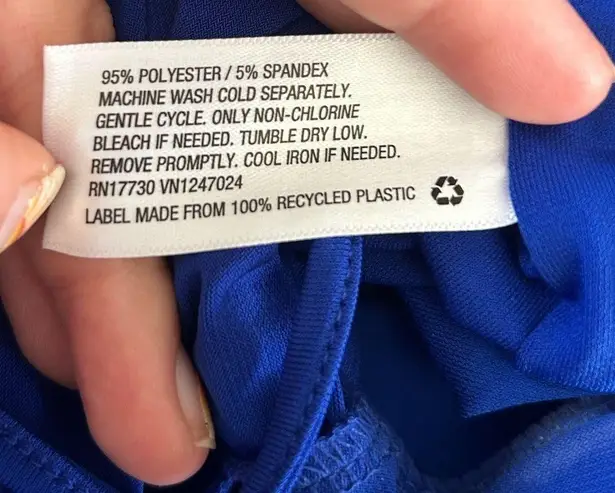 95% POLYESTER / 5% SPANDEX
MACHINE WASH COLD SEPARATELY.
GENTLE CYCLE. ONLY NON-CHLORINE
BLEACH IF NEEDED. TUMBLE DRY LOW.
REMOVE PROMPTLY. COOL IRON IF NEEDED.
RN17730 VN1247024
LABEL MADE FROM 100% RECYCLED PLASTIC